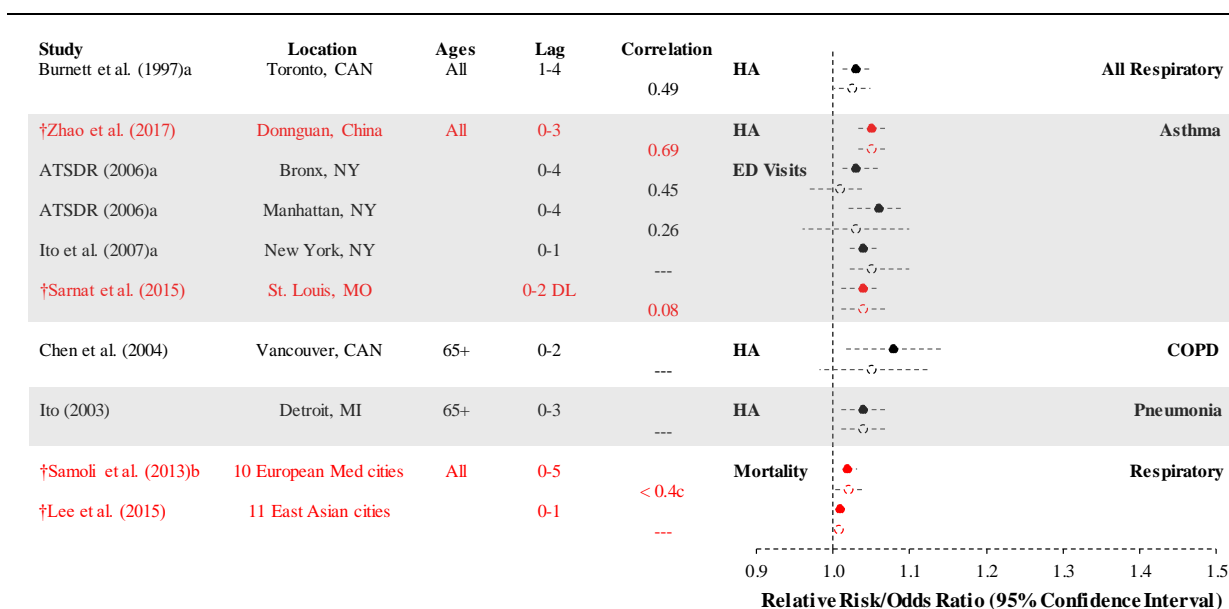 Study Location Ages Lag Correlation
Burnett et al. (1997)a Toronto, CAN All 1-4 HA All Respiratory
0.49
†Zhao et al. (2017) Donnguan, China All 0-3 HA Asthma
0.69
ATSDR (2006)a Bronx, NY 0-4 ED Visits
0.45
ATSDR (2006)a Manhattan, NY 0-4
0.26
Ito et al. (2007)a New York, NY 0-1
---
†Sarnat et al. (2015) St. Louis, MO 0-2 DL
0.08
Chen et al. (2004) Vancouver, CAN 65+ 0-2 HA COPD
---
Ito (2003) Detroit, MI 65+ 0-3 HA Pneumonia
---
†Samoli et al. (2013)b 10 European Med cities All 0-5 Mortality Respiratory
< 0.4c
†Lee et al. (2015) 11 East Asian cities 0-1
---
0.9 1.0 1.1 1.2 1.3 1.4 1.5
Relative Risk/Odds Ratio (95% Confidence Interval)